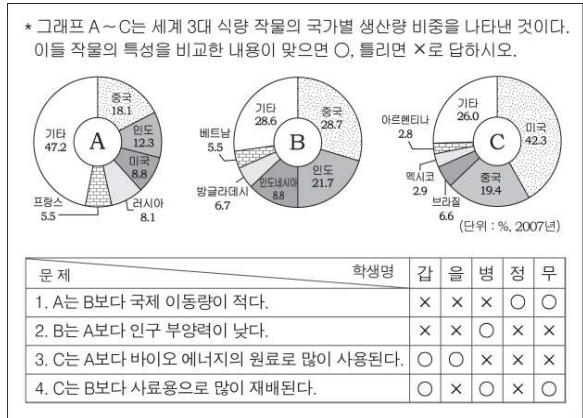 * 그래프 A~C는 세계 3대 식량 작물의 국가별 생산량 비중을 나타낸 것이다.
이들 작물의 특성을 비교한 내용이 맞으면 ○, 틀리면 ×로 답하시오.
A
중국
18.1
인도
12.3
미국
8.8
러시아
8.1
프랑스
5.5
기타
47.2
B
중국
28.7
인도
21.7
인도네시아
8.8
방글라데시
6.7
베트남
5.5
기타
28.6
C
미국
42.3
중국
19.4
브라질
6.6
멕시코
2.9
아르헨티나
2.8
기타
26.0
(단위 : %, 2007년)
문 제 학생명 갑 을 병 정 무
1. A는 B보다 국제 이동량이 적다. × × × ○ ○
2. B는 A보다 인구 부양력이 낮다. × × ○ × ×
3. C는 A보다 바이오 에너지의 원료로 많이 사용된다. ○ ○ × × ×
4. C는 B보다 사료용으로 많이 재배된다. ○ × ○ × ○